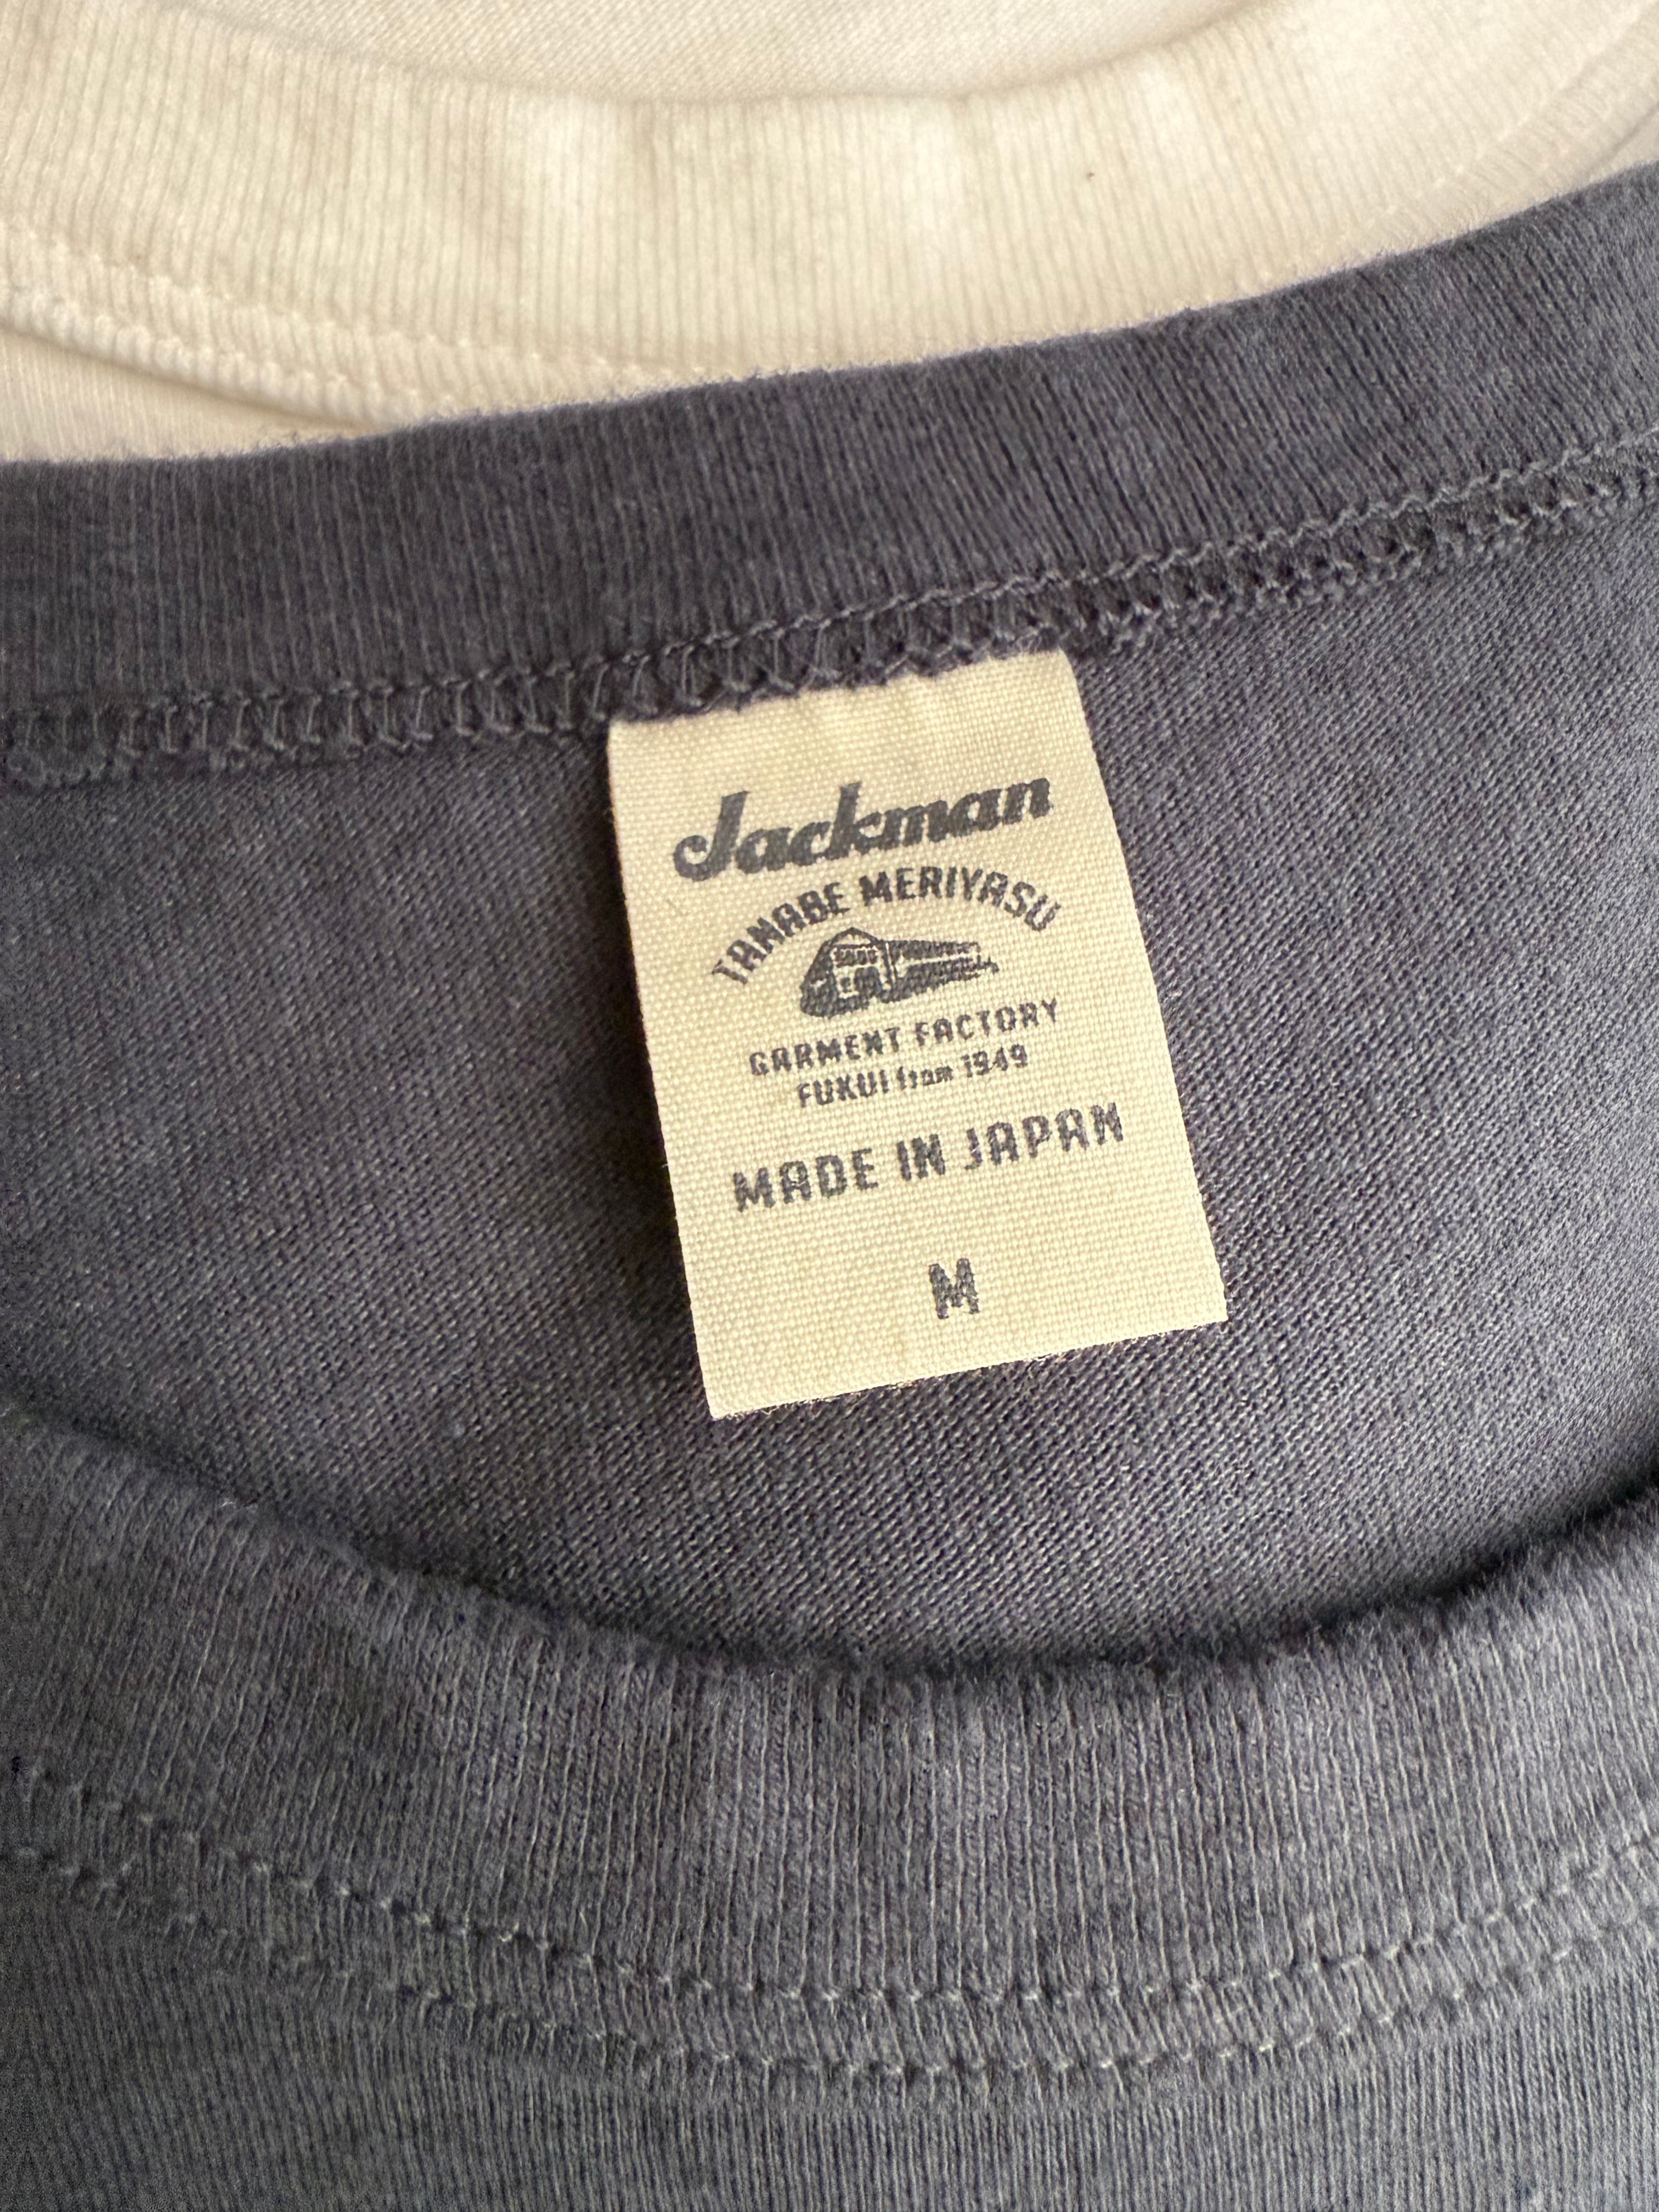 Jackman
TANABE MERIYASU
GARMENT FACTORY
FUKUI from 1949
MADE IN JAPAN
M